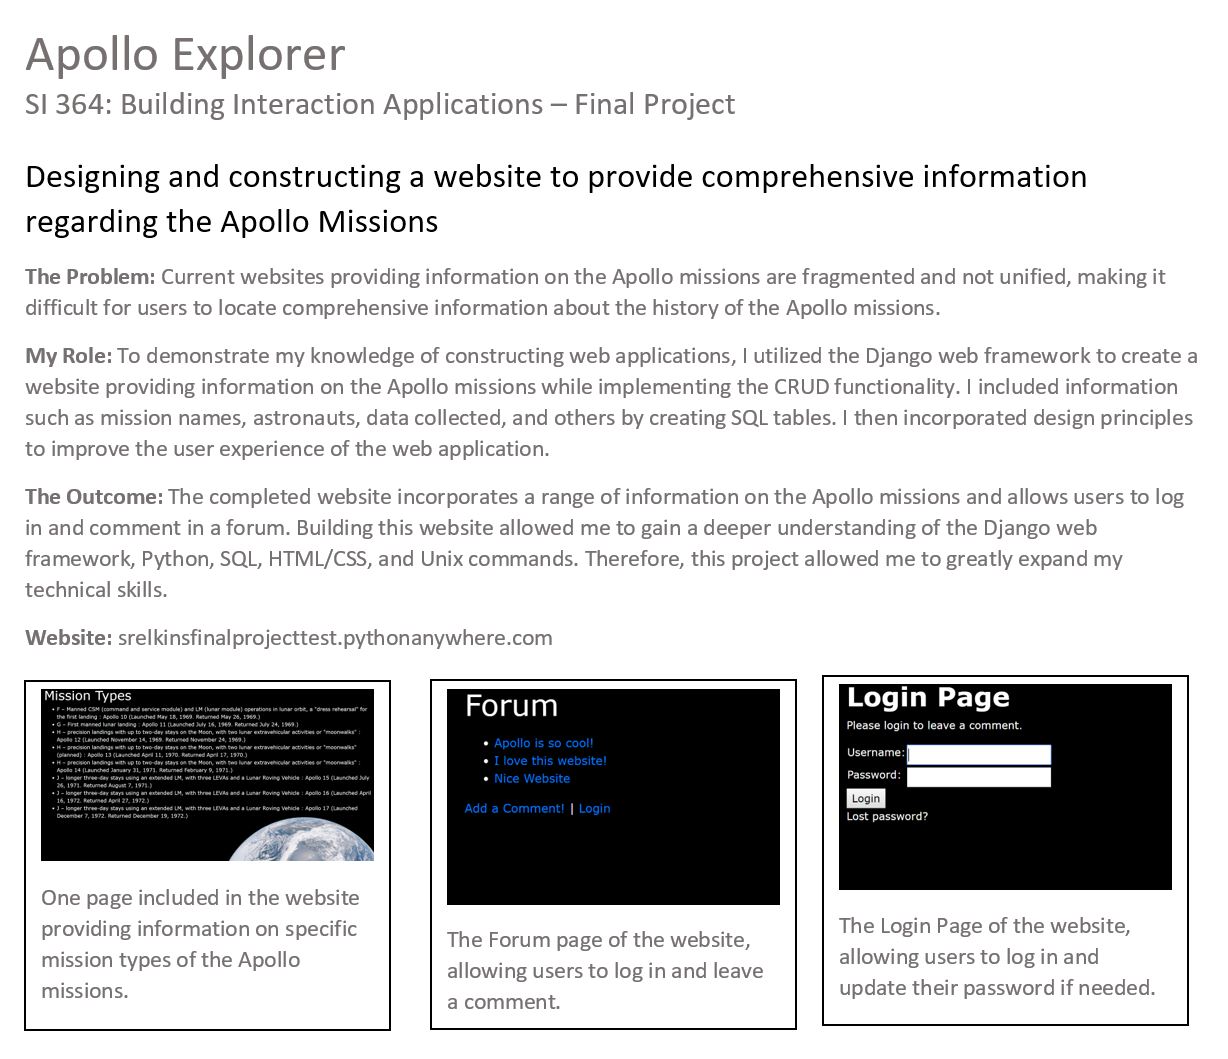 Apollo Explorer
SI 364: Building Interaction Applications – Final Project
Designing and constructing a website to provide comprehensive information
regarding the Apollo Missions
The Problem: Current websites providing information on the Apollo missions are fragmented and not unified, making it
difficult for users to locate comprehensive information about the history of the Apollo missions.
My Role: To demonstrate my knowledge of constructing web applications, I utilized the Django web framework to create a
website providing information on the Apollo missions while implementing the CRUD functionality. I included information
such as mission names, astronauts, data collected, and others by creating SQL tables. I then incorporated design principles
to improve the user experience of the web application.
The Outcome: The completed website incorporates a range of information on the Apollo missions and allows users to log
in and comment in a forum. Building this website allowed me to gain a deeper understanding of the Django web
framework, Python, SQL, HTML/CSS, and Unix commands. Therefore, this project allowed me to greatly expand my
technical skills.
Website: srelkinsfinalprojecttest.pythonanywhere.com
Mission Types
• F – Manned CSM (command and service module) and LM (lunar module) operations in lunar orbit, a "dress rehearsal" for
the first landing : Apollo 10 (Launched May 18, 1969. Returned May 26, 1969.)
• G – First manned lunar landing : Apollo 11 (Launched July 16, 1969. Returned July 24, 1969.)
• H – precision landings with up to two-day stays on the Moon, with two lunar extravehicular activities or "moonwalks" :
Apollo 12 (Launched November 14, 1969. Returned November 24, 1969.)
• H – precision landings with up to two-day stays on the Moon, with two lunar extravehicular activities or "moonwalks"
(planned) : Apollo 13 (Launched April 11, 1970. Returned April 17, 1970.)
• H – precision landings with up to two-day stays on the Moon, with two lunar extravehicular activities or "moonwalks" :
Apollo 14 (Launched January 31, 1971. Returned February 9, 1971.)
• J – longer three-day stays using an extended LM, with three LEVAs and a Lunar Roving Vehicle : Apollo 15 (Launched July
26, 1971. Returned August 7, 1971.)
• J – longer three-day stays using an extended LM, with three LEVAs and a Lunar Roving Vehicle : Apollo 16 (Launched April
16, 1972. Returned April 27, 1972.)
• J – longer three-day stays using an extended LM, with three LEVAs and a Lunar Roving Vehicle : Apollo 17 (Launched
December 7, 1972. Returned December 19, 1972.)
One page included in the website
providing information on specific
mission types of the Apollo
missions.
Forum
• Apollo is so cool!
• I love this website!
• Nice Website
Add a Comment! | Login
The Forum page of the website,
allowing users to log in and leave
a comment.
Login Page
Please login to leave a comment.
Username:
Password:
Login
Lost password?
The Login Page of the website,
allowing users to log in and
update their password if needed.